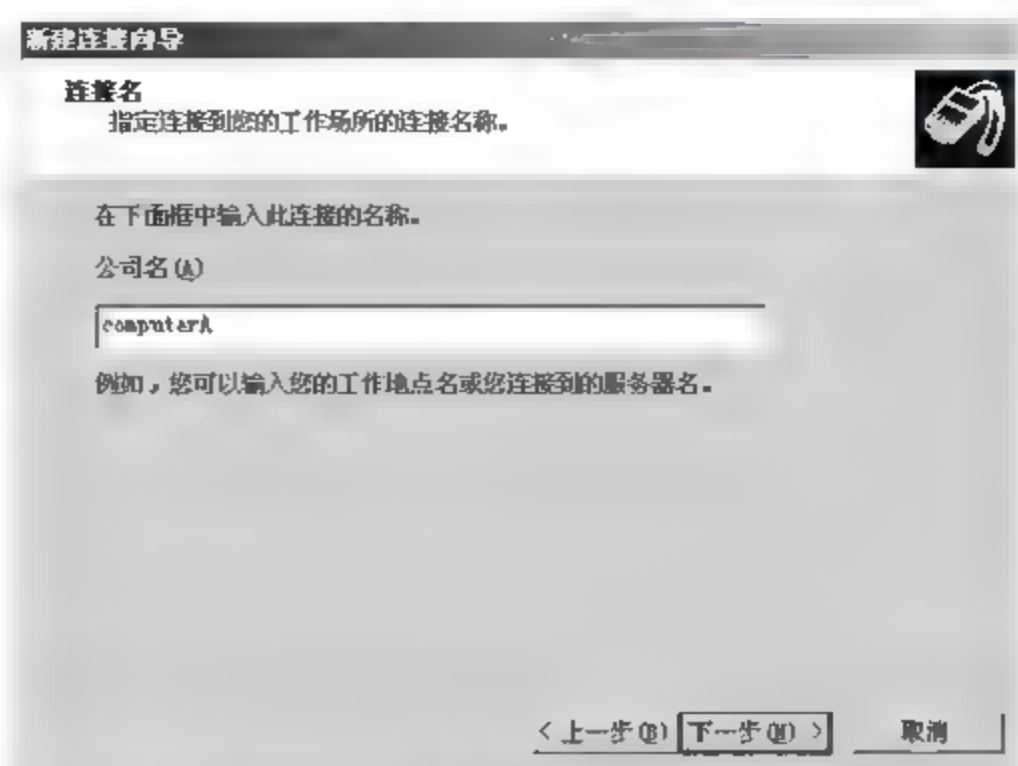 新建连接向导
连接名
指定连接到您的工作场所的连接名称。
在下面框中输入此连接的名称。
公司名(A)
computerA
例如，您可以输入您的工作地点名或您连接到的服务器名。
< 上一步(B) 下一步(N) > 取消